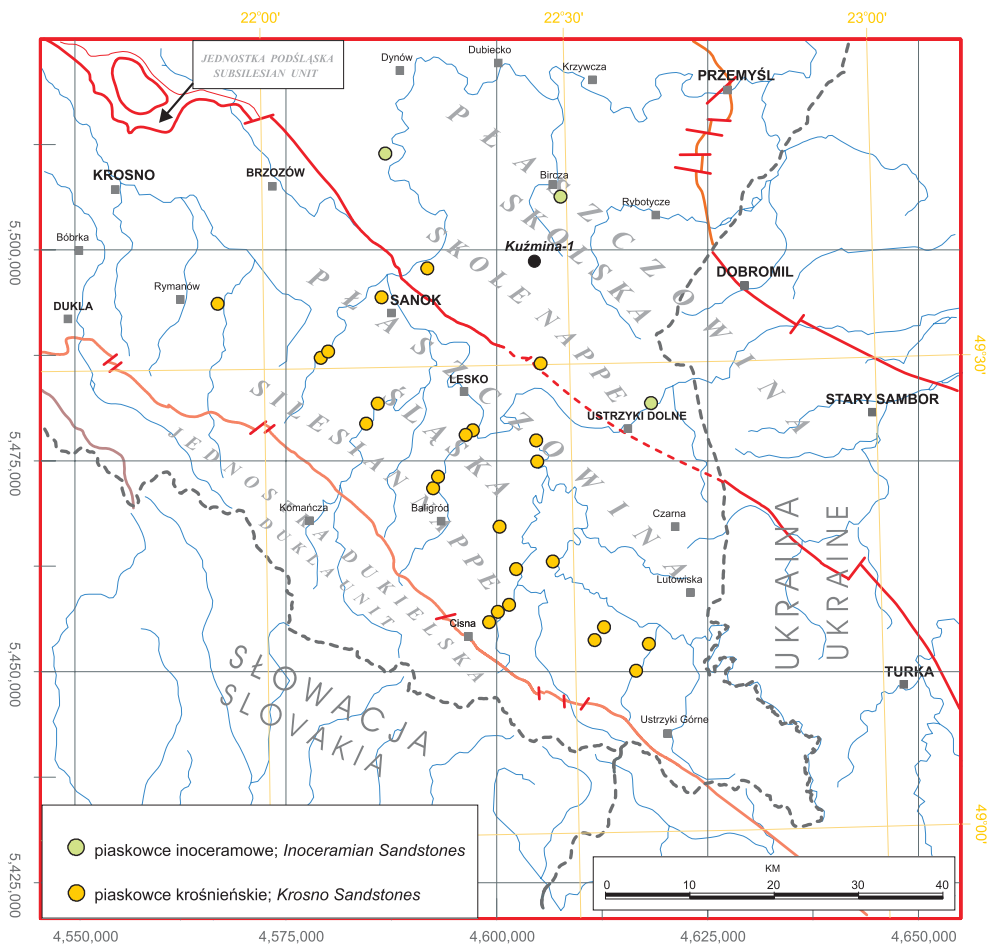 22°00'
22°30'
23°00'
JEDNOSTKA PODŚLĄSKA
SUBSILESIAN UNIT
Dynów
Dubiecko
Krzywcza
PRZEMYŚL
KROSNO
BRZOZÓW
Bircza
Rybotycze
PŁASZCZOWINA
SKOLSKA
SKOLE NAPPE
Bóbrka
Kuźmina-1
5,500,000
Rymanów
DUKLA
SANOK
DOBROMIL
49°30'
PŁASZCZOWINA
ŚLĄSKA
SILESIAN NAPPE
LESKO
USTRZYKI DOLNE
STARY SAMBOR
5,475,000
JEDNOSTKA DUKIELSKA
DUKLA UNIT
Komańcza
Baligród
Czarna
Lutowiska
UKRAINA
UKRAINE
Cisna
5,450,000
SŁOWACJA
SLOVAKIA
TURKA
Ustrzyki Górne
49°00'
piaskowce inoceramowe; Inoceramian Sandstones
piaskowce krośnieńskie; Krosno Sandstones
KM
0 10 20 30 40
5,425,000
4,550,000 4,575,000 4,600,000 4,625,000 4,650,000